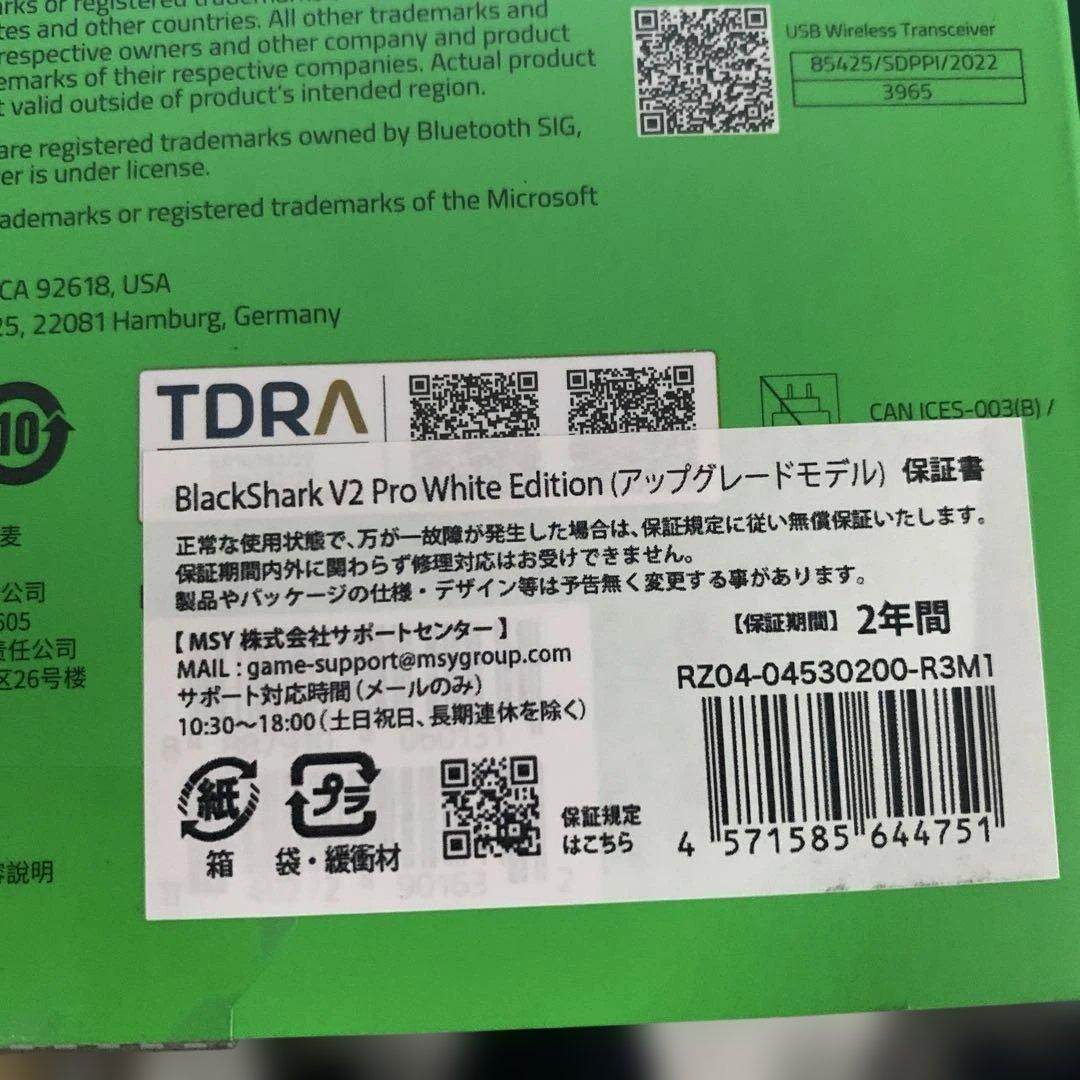 arks or registered
tes and other countries. All other trademarks and
respective owners and other company and product
emarks of their respective companies. Actual product
t valid outside of product's intended region.
are registered trademarks owned by Bluetooth SIG,
er is under license.
ademarks or registered trademarks of the Microsoft
CA 92618, USA
25, 22081 Hamburg, Germany
USB Wireless Transceiver
85425/SDPPI/2022
3965
10
TDRA
CAN ICES-003(B) /
麦
公司
605
责任公司
区26号楼
容說明
BlackShark V2 Pro White Edition (アップグレードモデル) 保証書
正常な使用状態で、万が一故障が発生した場合は、保証規定に従い無償保証いたします。
保証期間内外に関わらず修理対応はお受けできません。
製品やパッケージの仕様・デザイン等は予告無く変更する事があります。
【保証期間】 2年間
【 MSY 株式会社サポートセンター 】
MAIL : game-support@msygroup.com
サポート対応時間（メールのみ）
10:30～18:00（土日祝日、長期連休を除く）
RZ04-04530200-R3M1
紙
箱
プラ
袋・緩衝材
保証規定
はこちら
4 571585 644751